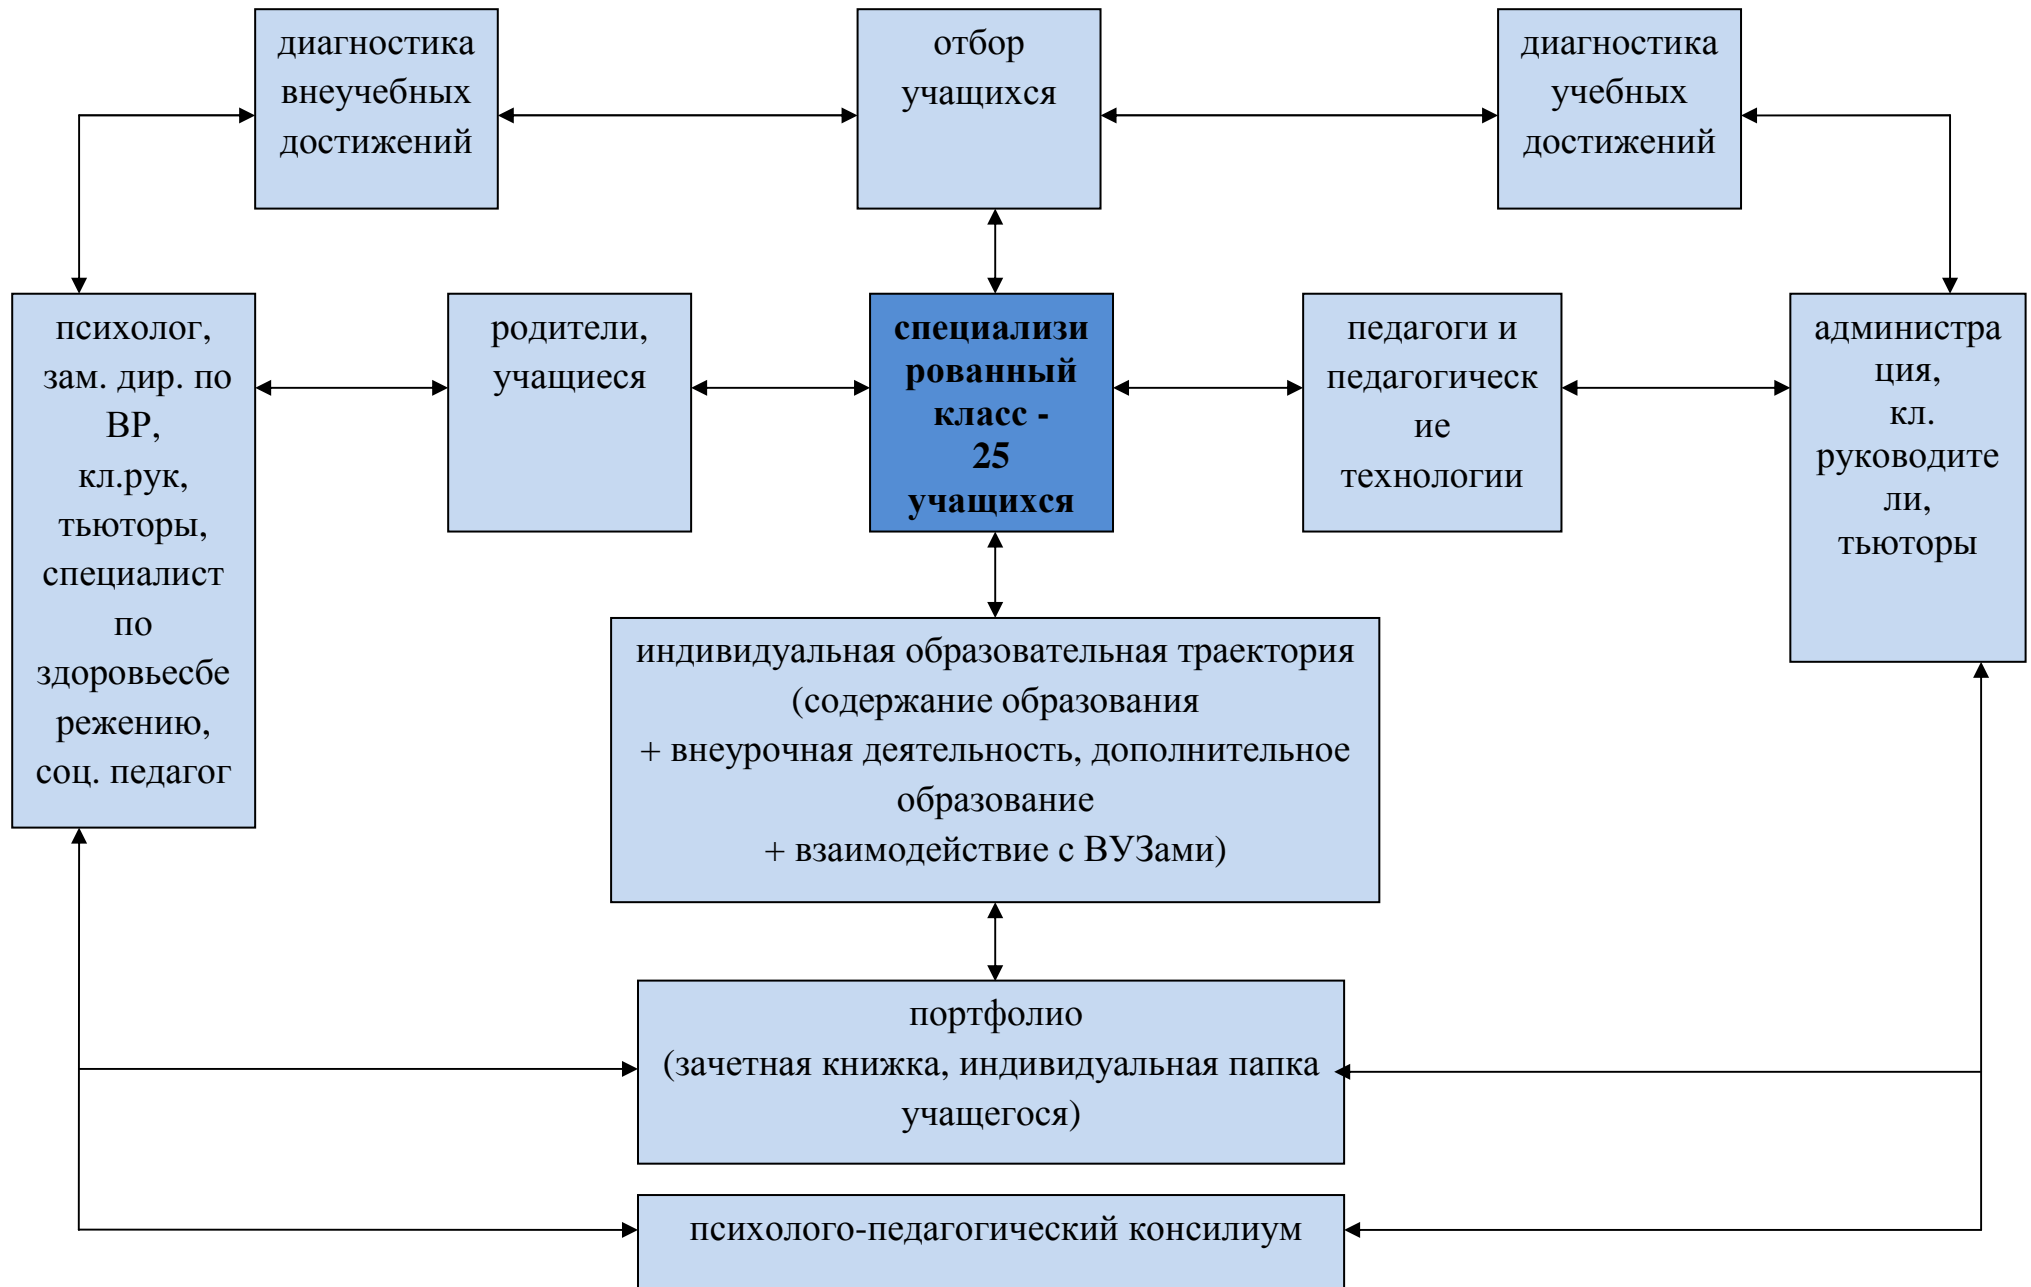 диагностика
внеучебных
достижений
отбор
учащихся
диагностика
учебных
достижений
психолог,
зам. дир. по
ВР,
кл.рук,
тьюторы,
специалист
по
здоровьесбе
режению,
соц. педагог
родители,
учащиеся
специализи
рованный
класс -
25
учащихся
педагоги и
педагогическ
ие
технологии
администра
ция,
кл.
руководите
ли,
тьюторы
индивидуальная образовательная траектория
(содержание образования
+ внеурочная деятельность, дополнительное
образование
+ взаимодействие с ВУЗами)
портфолио
(зачетная книжка, индивидуальная папка
учащегося)
психолого-педагогический консилиум